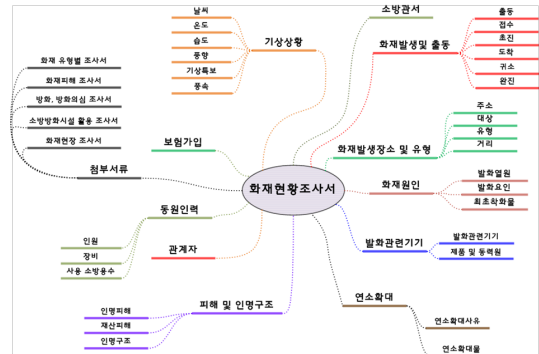 소방관서
날씨
온도
습도
풍향
기상특보
풍속
기상상황
화재발생및 출동
출동
접수
초진
도착
귀소
완진
화재 유형별 조사서
화재피해 조사서
방화, 방화의심 조사서
소방방화시설 활용 조사서
화재현장 조사서
첨부서류
보험가입
화재발생장소 및 유형
주소
대상
유형
거리
화재현황조사서
화재원인
발화열원
발화요인
최초착화물
동원인력
인원
장비
사용 소방용수
관계자
발화관련기기
발화관련기기
제품 및 동력원
피해 및 인명구조
인명피해
재산피해
인명구조
연소확대
연소확대사유
연소확대물